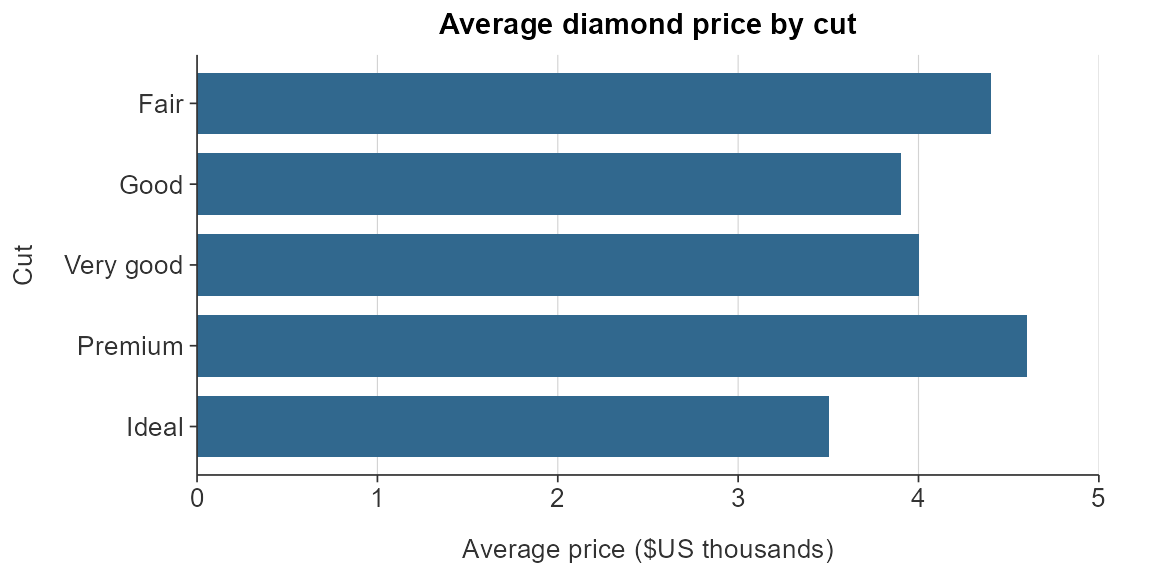 Average diamond price by cut
Cut
Fair
Good
Very good
Premium
Ideal
0 1 2 3 4 5
Average price ($US thousands)